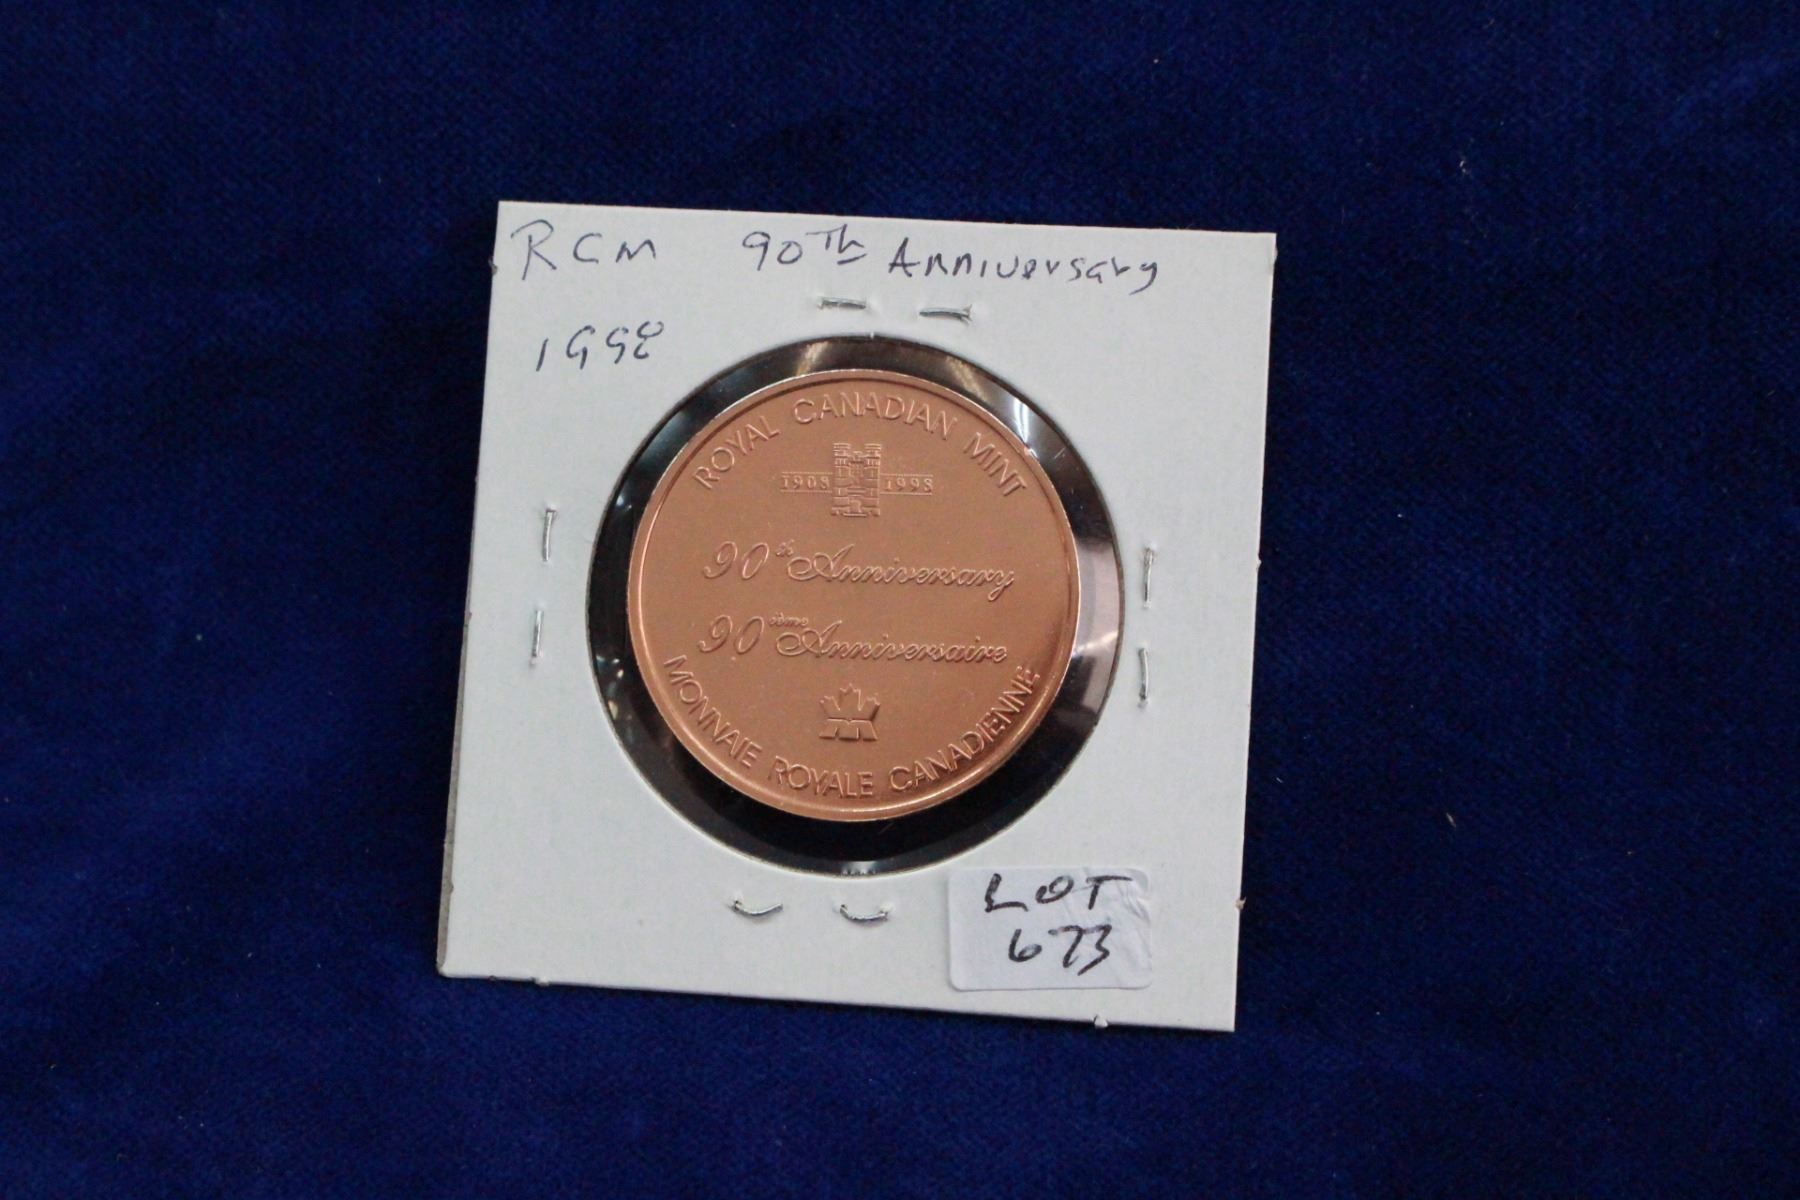 RCM 90Th Anniversary
1998
ROYAL CANADIAN MINT
1908 1998
90th Anniversary
90ième Anniversaire
MONNAIE ROYALE CANADIENNE
LOT
673